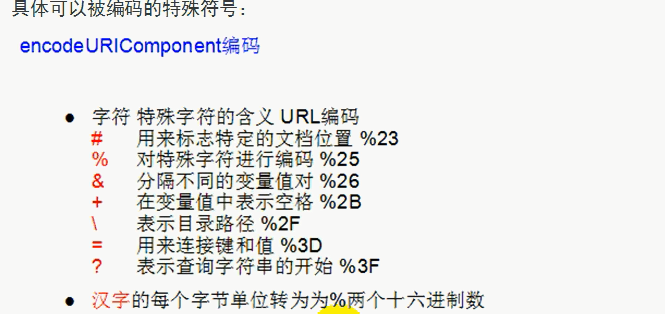 具体可以被编码的特殊符号：
encodeURIComponent编码
● 字符 特殊字符的含义 URL编码
# 用来标志特定的文档位置 %23
% 对特殊字符进行编码 %25
& 分隔不同的变量值对 %26
+ 在变量值中表示空格 %2B
\ 表示目录路径 %2F
= 用来连接键和值 %3D
? 表示查询字符串的开始 %3F
● 汉字的每个字节单位转为为%两个十六进制数